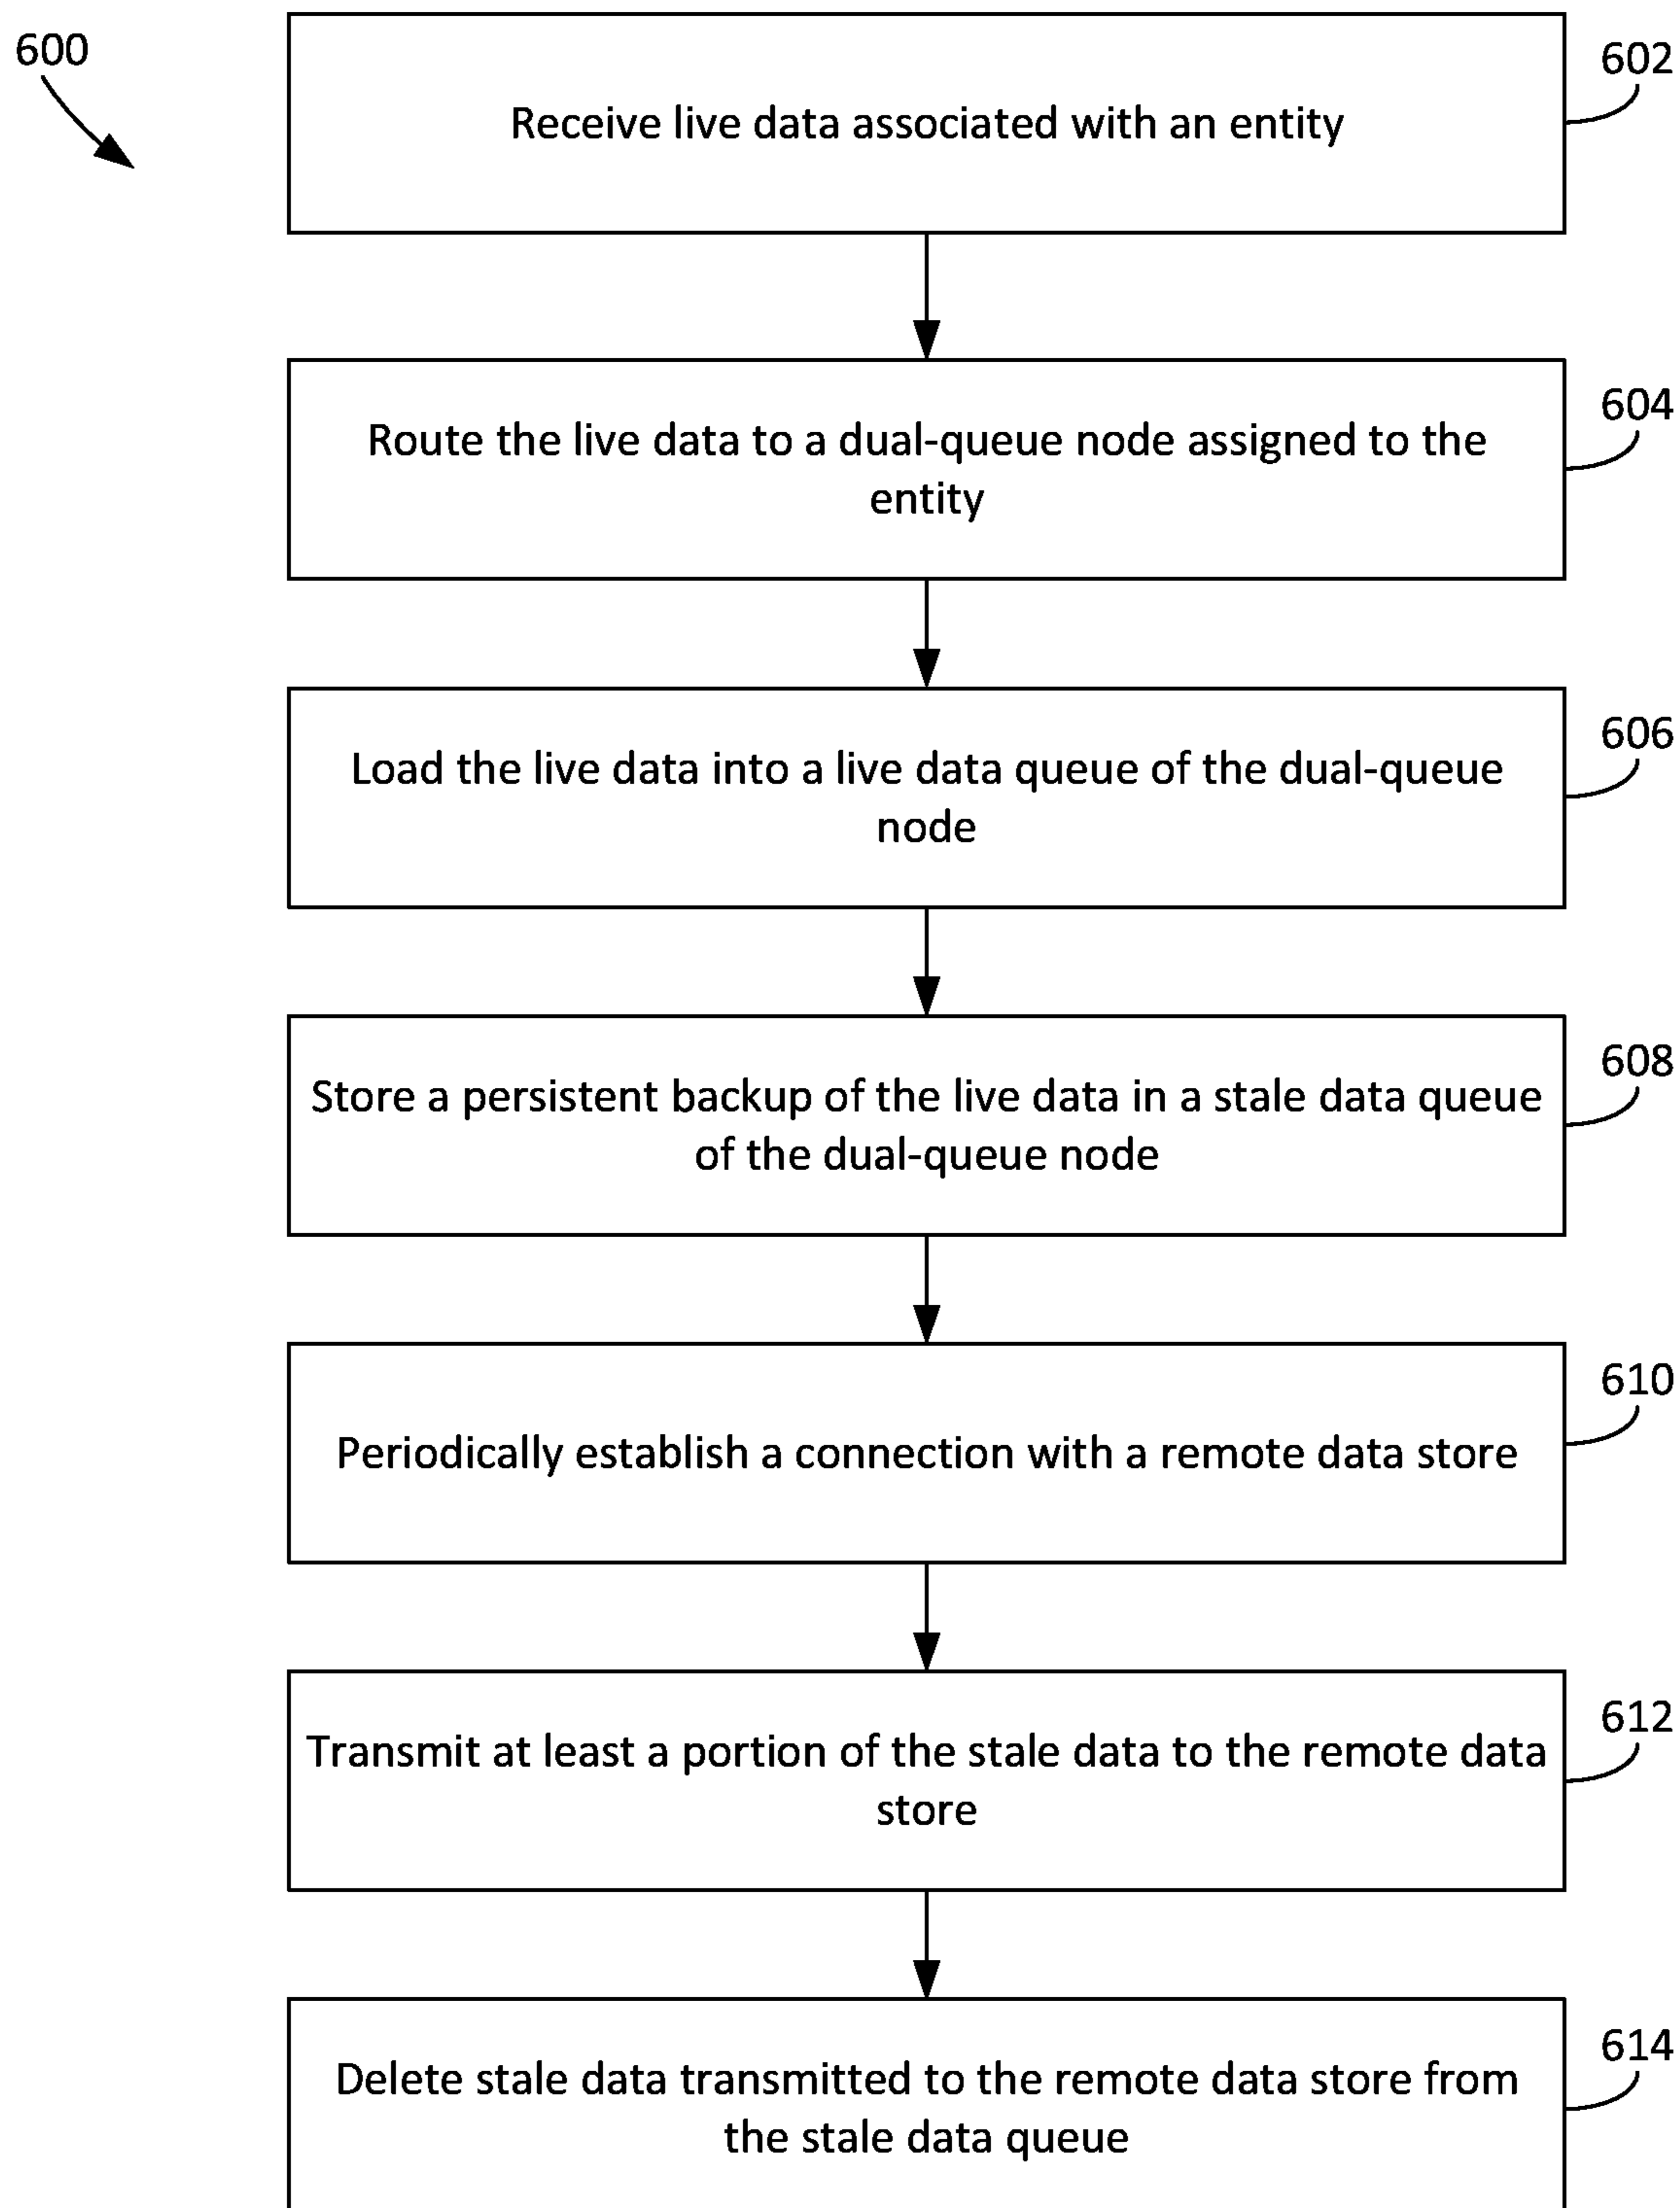 600
602
Receive live data associated with an entity
604
Route the live data to a dual-queue node assigned to the
entity
606
Load the live data into a live data queue of the dual-queue
node
608
Store a persistent backup of the live data in a stale data queue
of the dual-queue node
610
Periodically establish a connection with a remote data store
612
Transmit at least a portion of the stale data to the remote data
store
614
Delete stale data transmitted to the remote data store from
the stale data queue